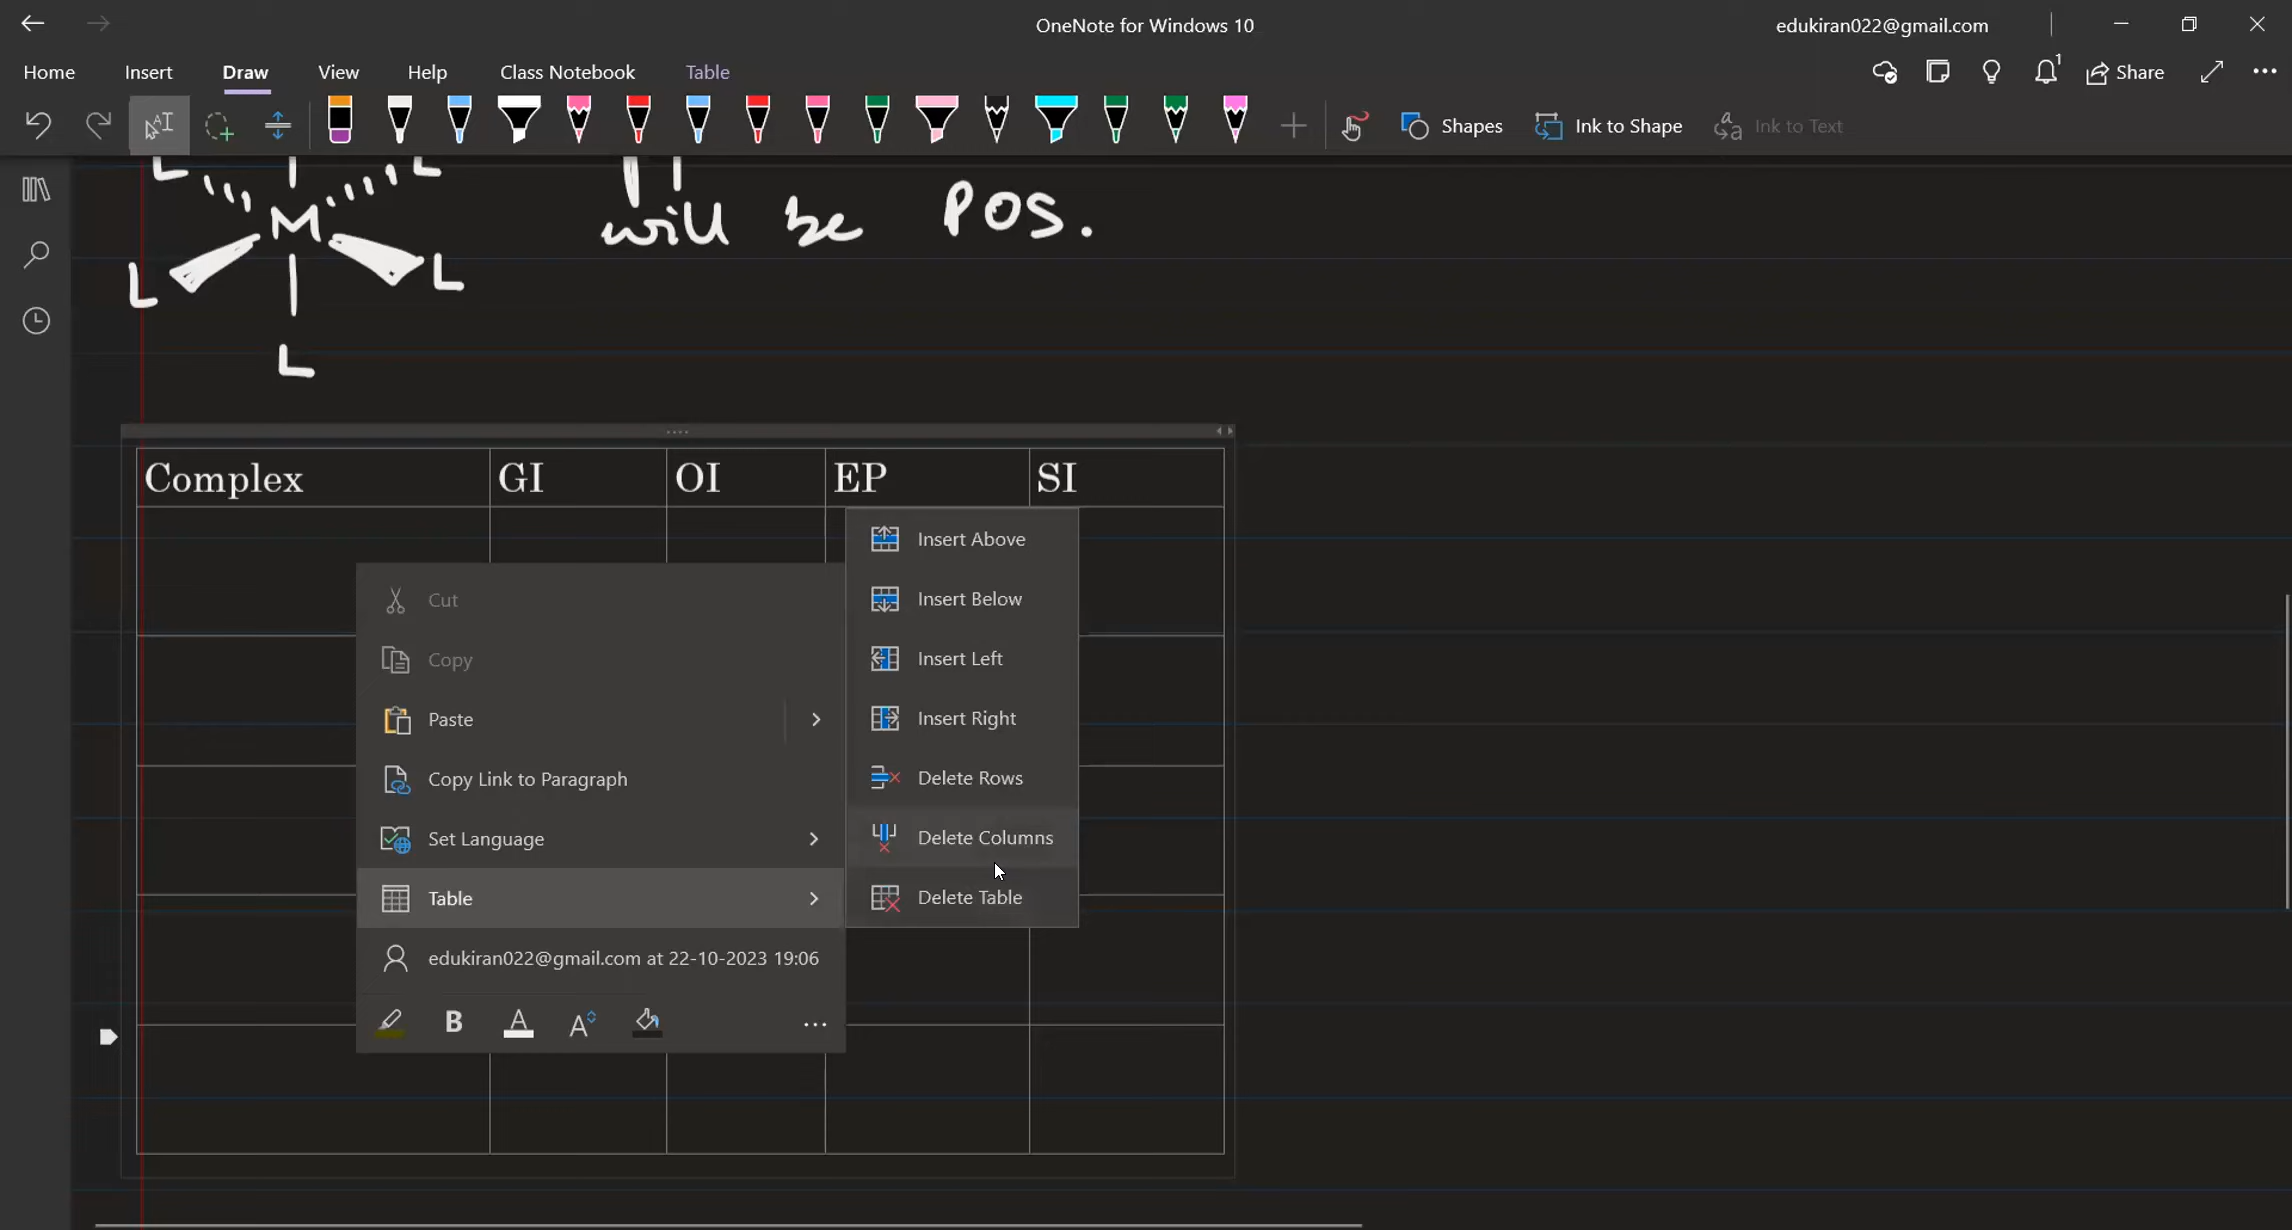 OneNote for Windows 10
edukiran022@gmail.com
Home Insert Draw View Help Class Notebook Table
Share
Shapes Ink to Shape Ink to Text
L L
M
will be POS.
L L
L
Complex GI OI EP SI
Insert Above
Insert Below
Insert Left
Insert Right
Delete Rows
Delete Columns
Delete Table
Cut
Copy
Paste
Copy Link to Paragraph
Set Language
Table
edukiran022@gmail.com at 22-10-2023 19:06
B A A